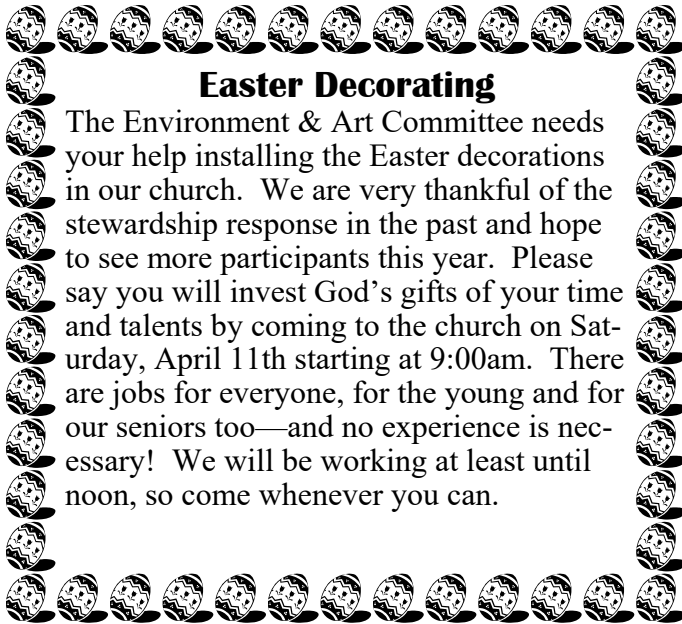 Easter Decorating
The Environment & Art Committee needs
your help installing the Easter decorations
in our church.  We are very thankful of the
stewardship response in the past and hope
to see more participants this year.  Please
say you will invest God’s gifts of your time
and talents by coming to the church on Sat-
urday, April 11th starting at 9:00am.  There
are jobs for everyone, for the young and for
our seniors too—and no experience is nec-
essary!  We will be working at least until
noon, so come whenever you can.